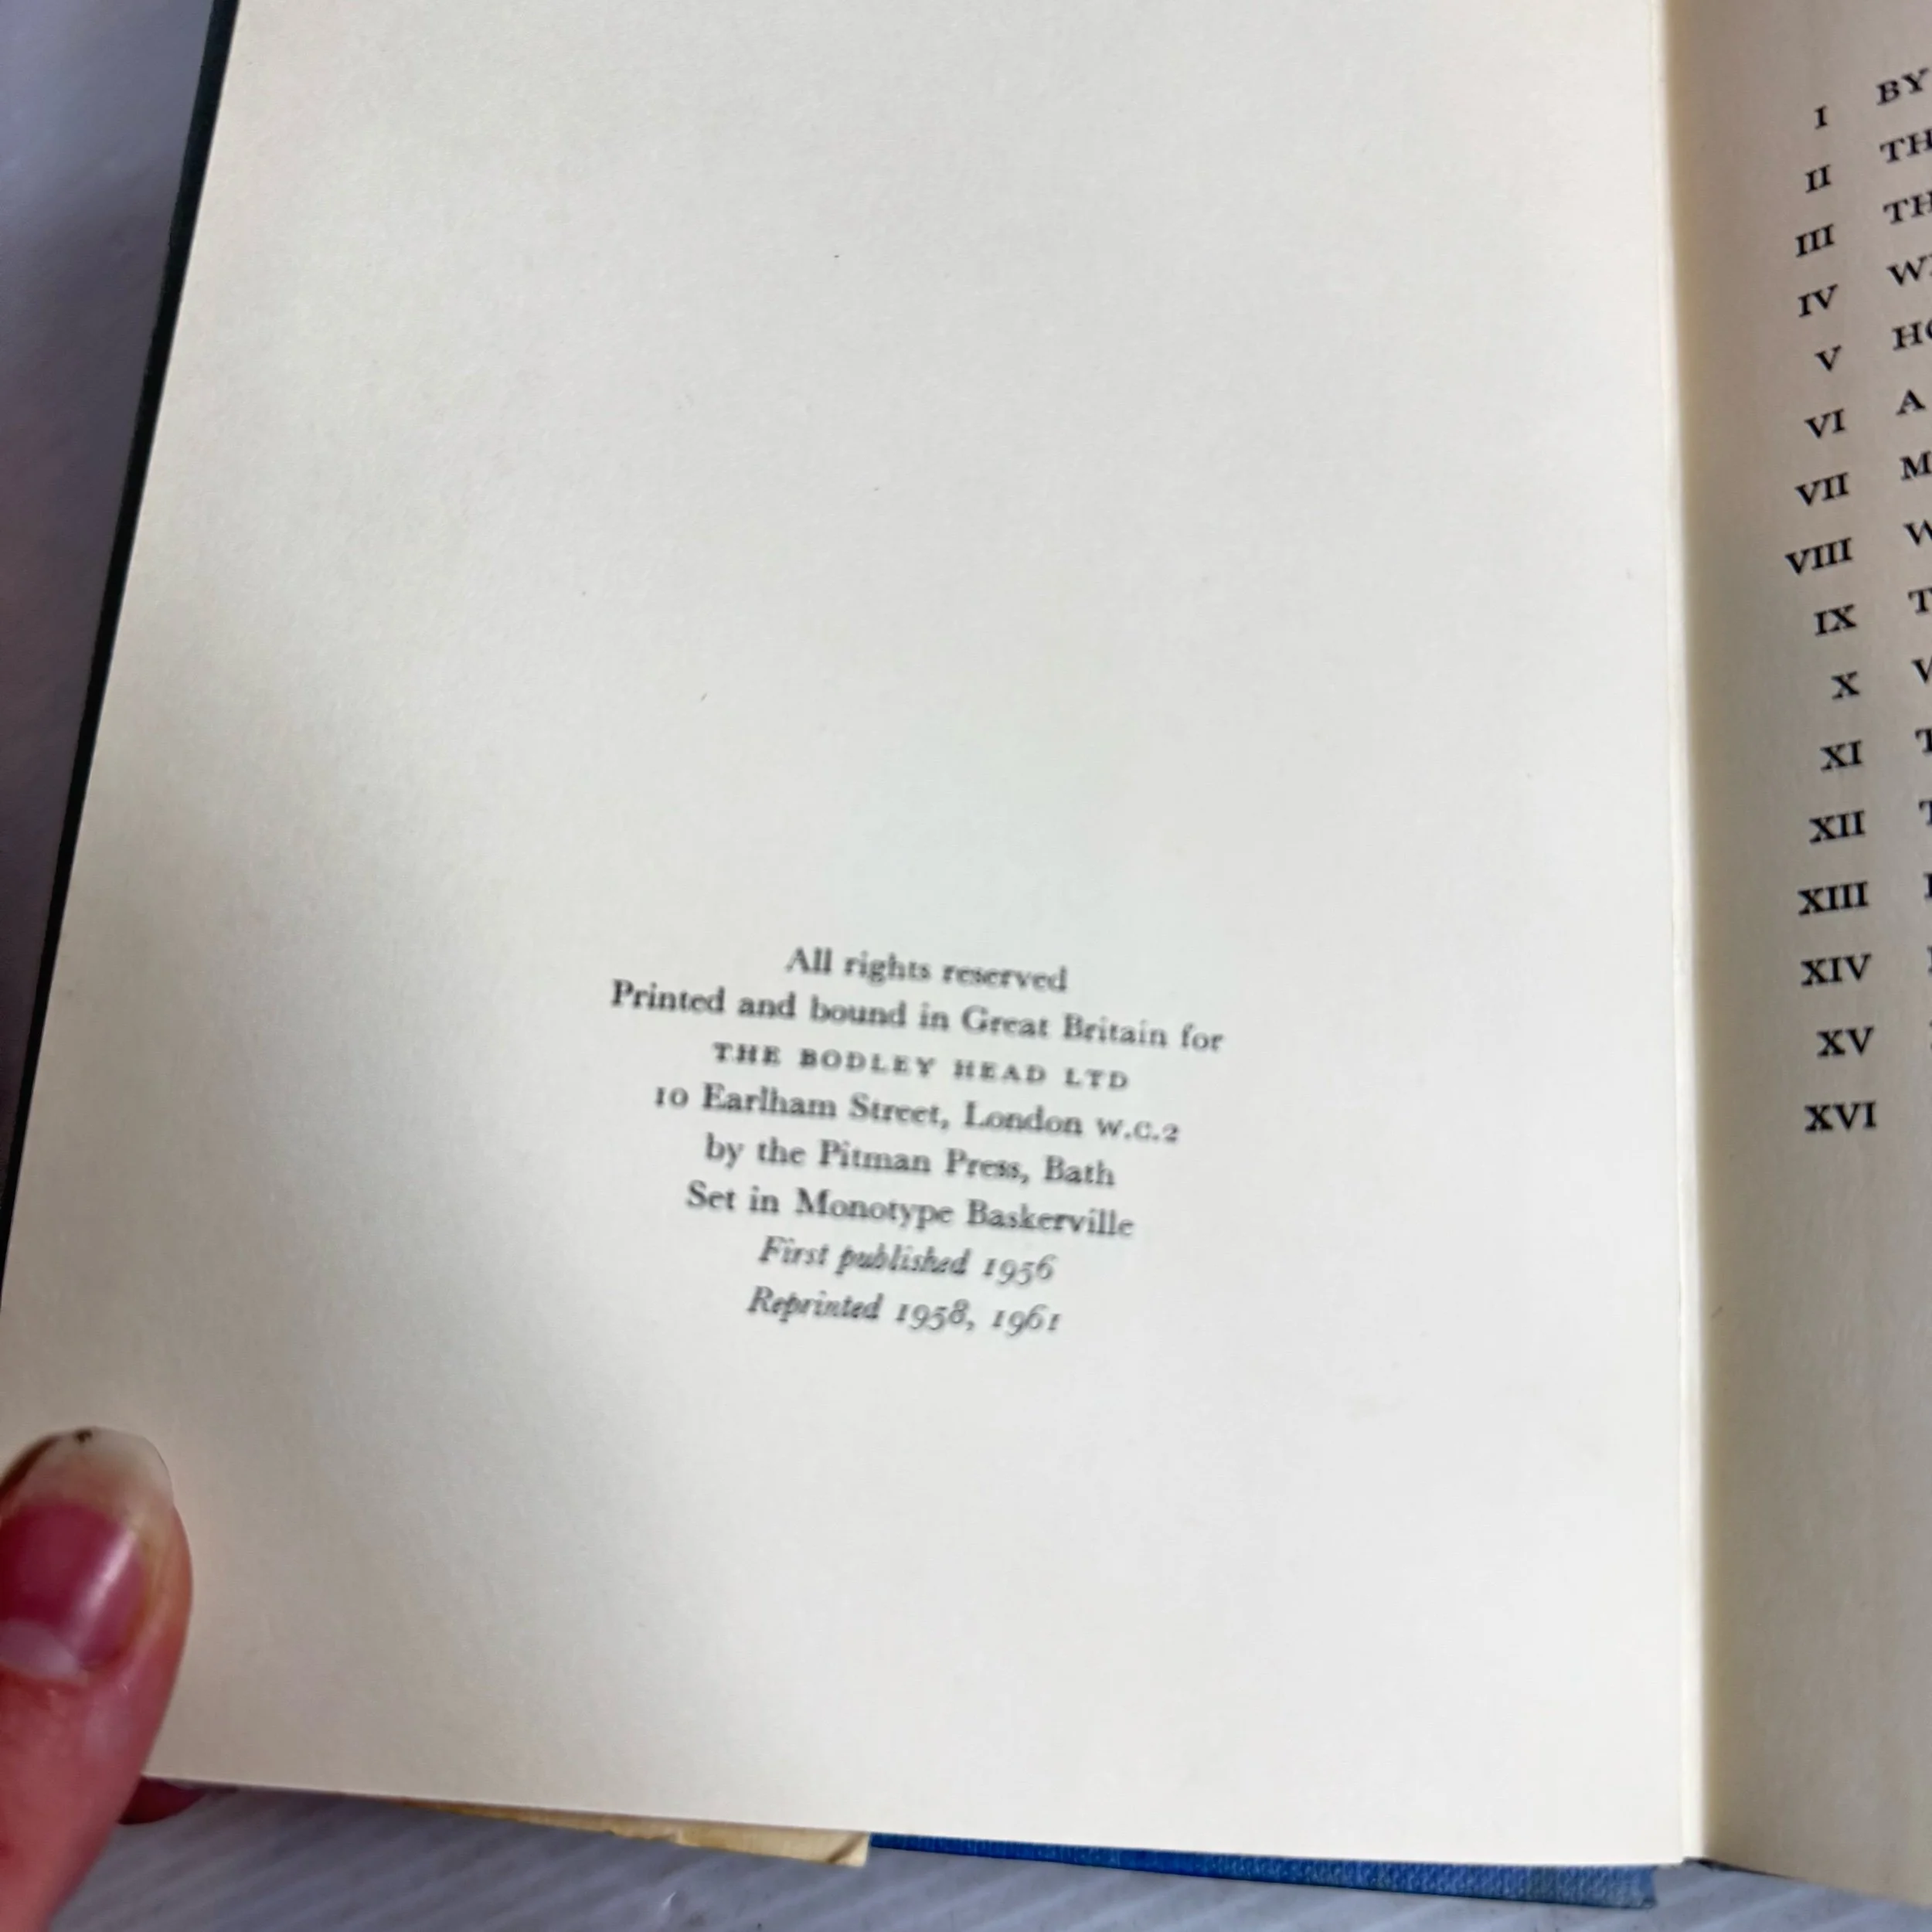 All rights reserved
Printed and bound in Great Britain for
THE BODLEY HEAD LTD
10 Earlham Street, London W.C.2
by the Pitman Press, Bath
Set in Monotype Baskerville
First published 1956
Reprinted 1958, 1961
I BY
II
III
IV
V
VI A
VII
VIII
IX
X
XI
XII
XIII
XIV
XV
XVI